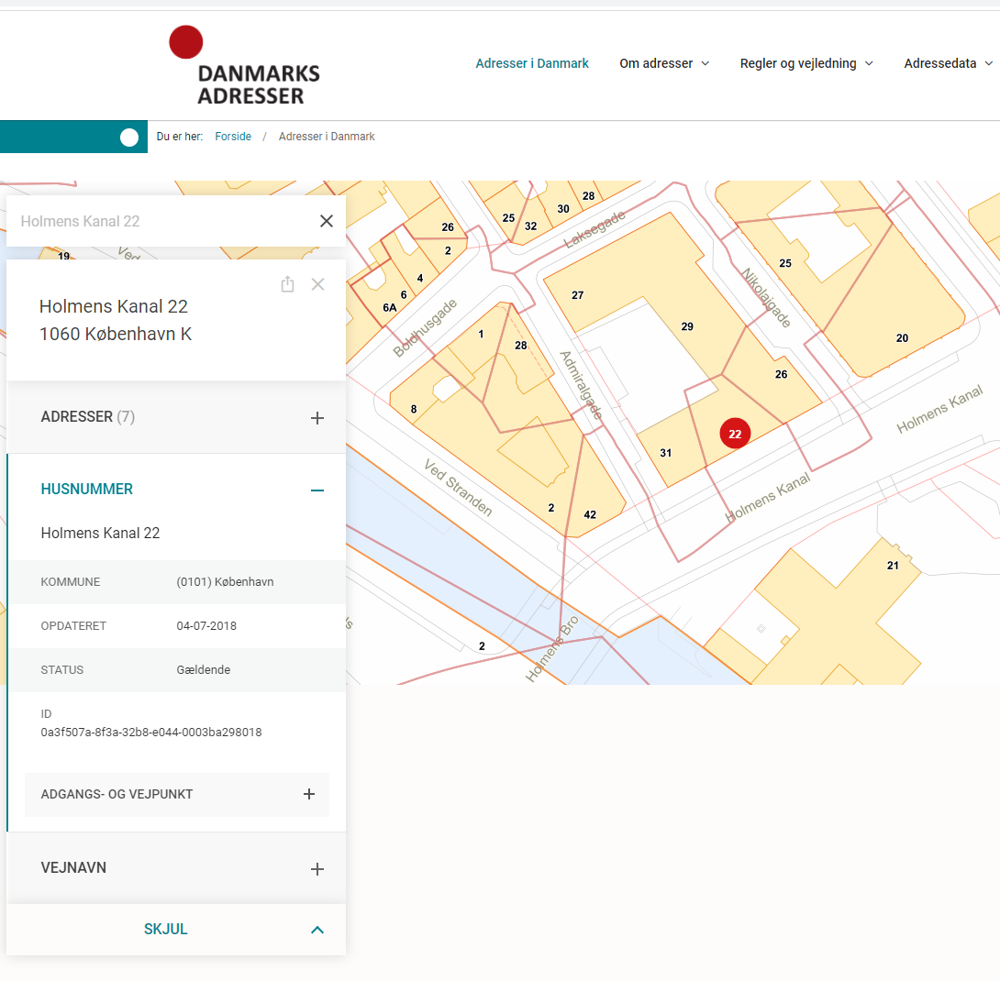 DANMARKS
ADRESSER
Adresser i Danmark
Om adresser
Regler og vejledning
Adressedata
Du er her:
Forside
/
Adresser i Danmark
Holmens Kanal 22
Holmens Kanal 22
1060 København K
ADRESSER (7)
HUSNUMMER
Holmens Kanal 22
KOMMUNE (0101) København
OPDATERET 04-07-2018
STATUS Gældende
ID
0a3f507a-8f3a-32b8-e044-0003ba298018
ADGANGS- OG VEJPUNKT
VEJNAVN
SKJUL
19
Ved
26
2
4
6
6A
25
32
30
28
Laksegade
Boldhusgade
1
28
8
27
29
26
25
20
Nikolajgade
Admiralgade
22
31
Holmens Kanal
Holmens Kanal
Ved Stranden
2
42
21
2
Holmens Bro